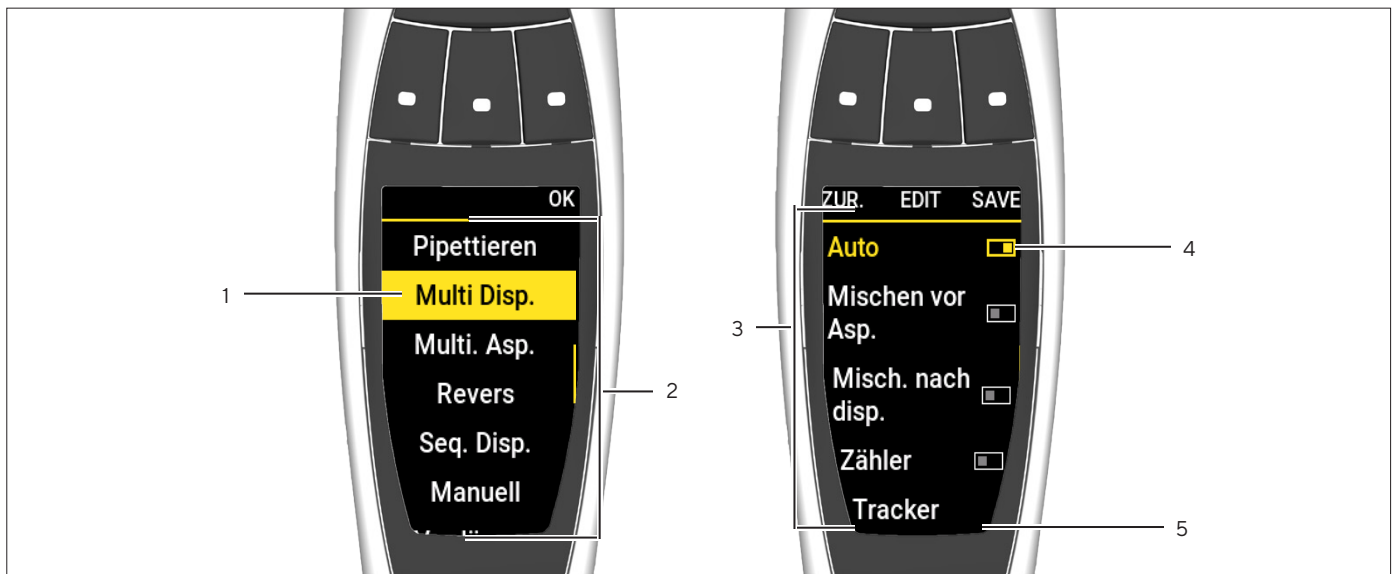 OK
Pipettieren
Multi Disp.
Multi. Asp.
Revers
Seq. Disp.
Manuell
1
2
ZUR. EDIT SAVE
Auto
Mischen vor
Asp.
Misch. nach
disp.
Zähler
Tracker
3
4
5